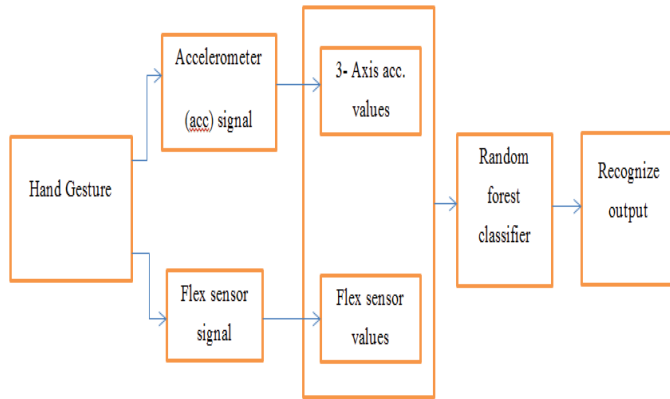 Hand Gesture
Accelerometer
(acc) signal
Flex sensor
signal
3- Axis acc.
values
Flex sensor
values
Random
forest
classifier
Recognize
output